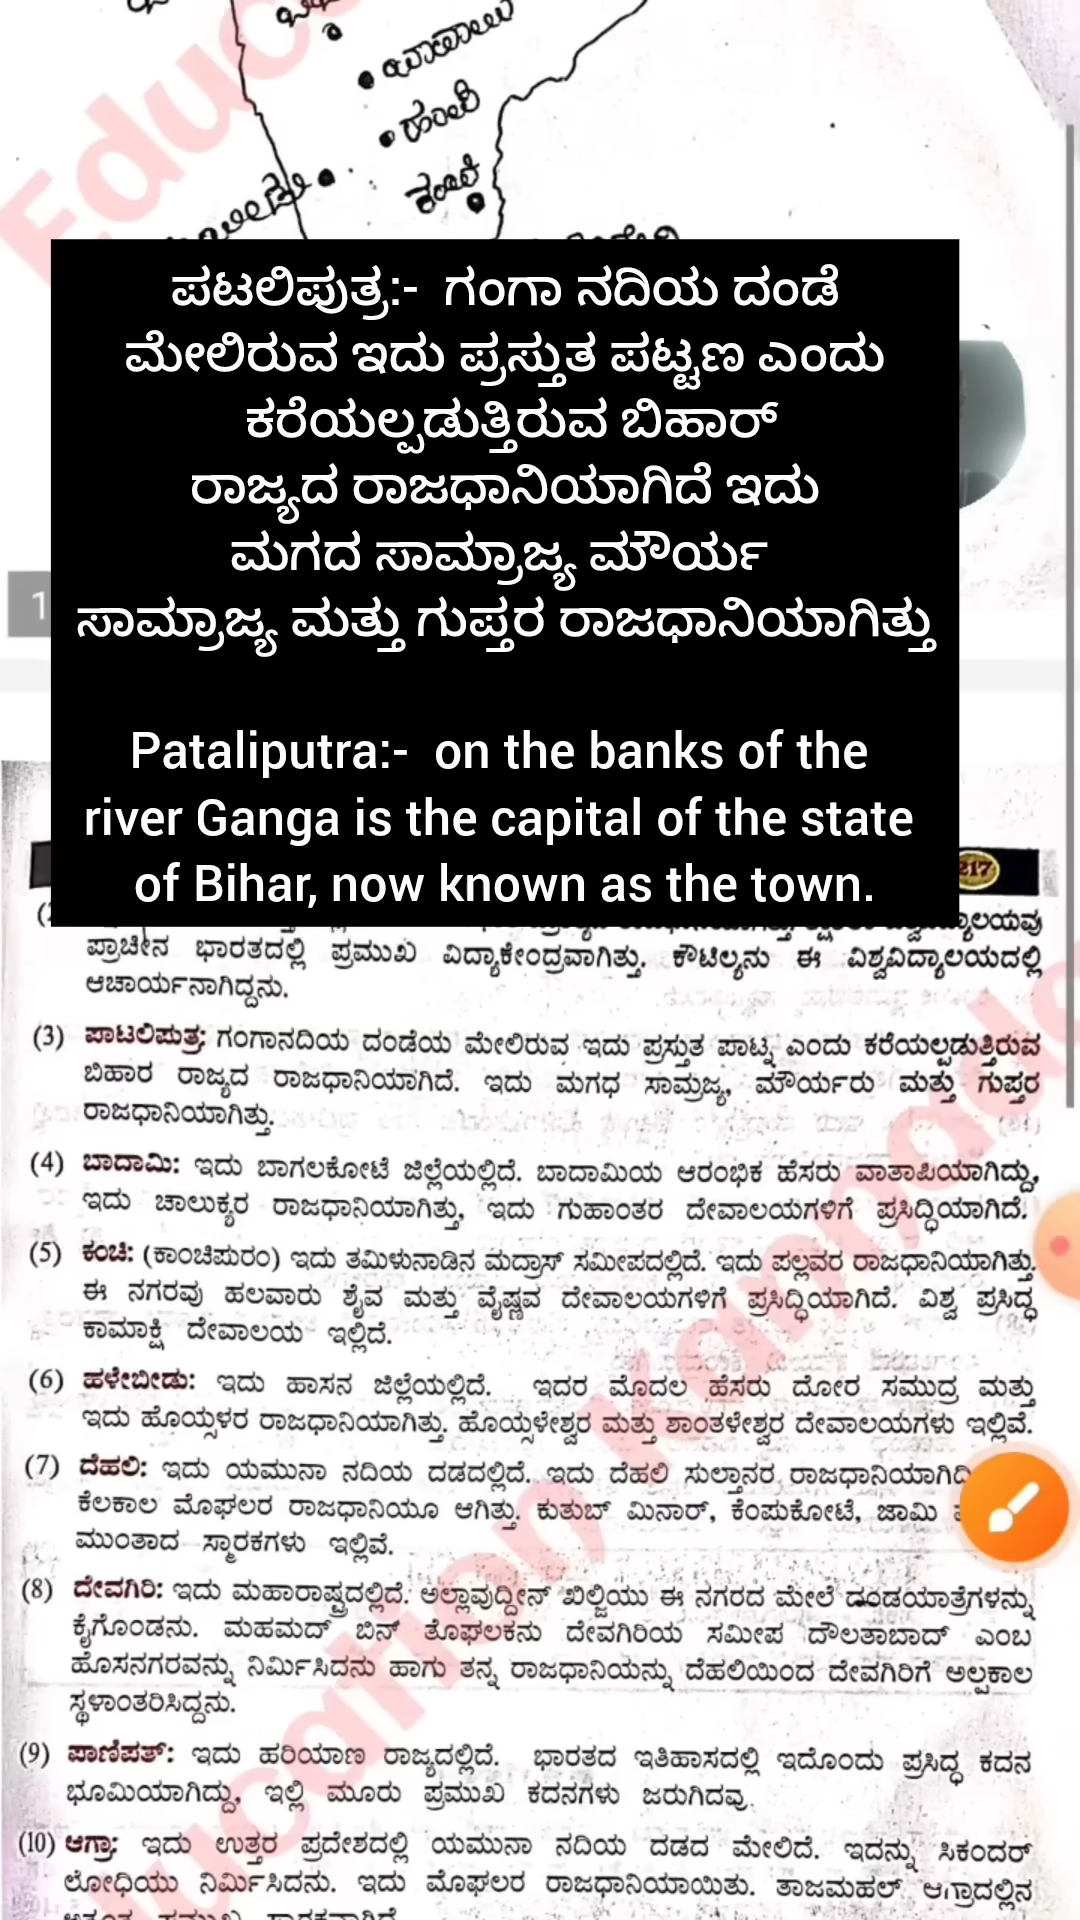 ವಾತಾಪಿ
ಹಂಪಿ
ಕಂಚಿ
ಪಟಲಿಪುತ್ರ:- ಗಂಗಾ ನದಿಯ ದಂಡೆ
ಮೇಲಿರುವ ಇದು ಪ್ರಸ್ತುತ ಪಟ್ಟಣ ಎಂದು
ಕರೆಯಲ್ಪಡುತ್ತಿರುವ ಬಿಹಾರ್
ರಾಜ್ಯದ ರಾಜಧಾನಿಯಾಗಿದೆ ಇದು
ಮಗದ ಸಾಮ್ರಾಜ್ಯ ಮೌರ್ಯ
ಸಾಮ್ರಾಜ್ಯ ಮತ್ತು ಗುಪ್ತರ ರಾಜಧಾನಿಯಾಗಿತ್ತು
Pataliputra:- on the banks of the
river Ganga is the capital of the state
of Bihar, now known as the town.
217
ಪ್ರಾಚೀನ ಭಾರತದಲ್ಲಿ ಪ್ರಮುಖ ವಿದ್ಯಾಕೇಂದ್ರವಾಗಿತ್ತು. ಕೌಟಿಲ್ಯನು ಈ ವಿಶ್ವವಿದ್ಯಾಲಯದಲ್ಲಿ
ಆಚಾರ್ಯನಾಗಿದ್ದನು.
(3) ಪಾಟಲಿಪುತ್ರ: ಗಂಗಾನದಿಯ ದಂಡೆಯ ಮೇಲಿರುವ ಇದು ಪ್ರಸ್ತುತ ಪಾಟ್ನ ಎಂದು ಕರೆಯಲ್ಪಡುತ್ತಿರುವ
ಬಿಹಾರ ರಾಜ್ಯದ ರಾಜಧಾನಿಯಾಗಿದೆ. ಇದು ಮಗಧ ಸಾಮ್ರಜ್ಯ, ಮೌರ್ಯರು ಮತ್ತು ಗುಪ್ತರ
ರಾಜಧಾನಿಯಾಗಿತ್ತು.
(4) ಬಾದಾಮಿ: ಇದು ಬಾಗಲಕೋಟೆ ಜಿಲ್ಲೆಯಲ್ಲಿದೆ. ಬಾದಾಮಿಯ ಆರಂಭಿಕ ಹೆಸರು ವಾತಾಪಿಯಾಗಿದ್ದು,
ಇದು ಚಾಲುಕ್ಯರ ರಾಜಧಾನಿಯಾಗಿತ್ತು, ಇದು ಗುಹಾಂತರ ದೇವಾಲಯಗಳಿಗೆ ಪ್ರಸಿದ್ಧಿಯಾಗಿದೆ.
(5) ಕಂಚಿ: (ಕಾಂಚಿಪುರಂ) ಇದು ತಮಿಳುನಾಡಿನ ಮದ್ರಾಸ್ ಸಮೀಪದಲ್ಲಿದೆ. ಇದು ಪಲ್ಲವರ ರಾಜಧಾನಿಯಾಗಿತ್ತು.
ಈ ನಗರವು ಹಲವಾರು ಶೈವ ಮತ್ತು ವೈಷ್ಣವ ದೇವಾಲಯಗಳಿಗೆ ಪ್ರಸಿದ್ಧಿಯಾಗಿದೆ. ವಿಶ್ವ ಪ್ರಸಿದ್ಧ
ಕಾಮಾಕ್ಷಿ ದೇವಾಲಯ ಇಲ್ಲಿದೆ.
(6) ಹಳೇಬೀಡು: ಇದು ಹಾಸನ ಜಿಲ್ಲೆಯಲ್ಲಿದೆ. ಇದರ ಮೊದಲ ಹೆಸರು ದೋರ ಸಮುದ್ರ ಮತ್ತು
ಇದು ಹೊಯ್ಸಳರ ರಾಜಧಾನಿಯಾಗಿತ್ತು. ಹೊಯ್ಸಳೇಶ್ವರ ಮತ್ತು ಶಾಂತಳೇಶ್ವರ ದೇವಾಲಯಗಳು ಇಲ್ಲಿವೆ.
(7) ದೆಹಲಿ: ಇದು ಯಮುನಾ ನದಿಯ ದಡದಲ್ಲಿದೆ. ಇದು ದೆಹಲಿ ಸುಲ್ತಾನರ
ಕೆಲಕಾಲ ಮೊಘಲರ ರಾಜಧಾನಿಯೂ ಆಗಿತ್ತು. ಕುತುಬ್ ಮಿನಾರ್, ಕೆಂಪುಕೋಟೆ, ಜಾಮಿ
ಮುಂತಾದ ಸ್ಮಾರಕಗಳು ಇಲ್ಲಿವೆ.
(8) ದೇವಗಿರಿ: ಇದು ಮಹಾರಾಷ್ಟ್ರದಲ್ಲಿದೆ. ಅಲ್ಲಾವುದ್ದೀನ್ ಖಿಲ್ಜಿಯು ಈ ನಗರದ ಮೇಲೆ ದಂಡಯಾತ್ರೆಗಳನ್ನು
ಕೈಗೊಂಡನು. ಮಹಮದ್ ಬಿನ್ ತೊಘಲಕನು ದೇವಗಿರಿಯ ಸಮೀಪ ದೌಲತಾಬಾದ್ ಎಂಬ
ಹೊಸನಗರವನ್ನು ನಿರ್ಮಿಸಿದನು ಹಾಗು ತನ್ನ ರಾಜಧಾನಿಯನ್ನು ದೆಹಲಿಯಿಂದ ದೇವಗಿರಿಗೆ ಅಲ್ಪಕಾಲ
ಸ್ಥಳಾಂತರಿಸಿದ್ದನು.
(9) ಪಾಣಿಪತ್: ಇದು ಹರಿಯಾಣ ರಾಜ್ಯದಲ್ಲಿದೆ. ಭಾರತದ ಇತಿಹಾಸದಲ್ಲಿ ಇದೊಂದು ಪ್ರಸಿದ್ಧ ಕದನ
ಭೂಮಿಯಾಗಿದ್ದು, ಇಲ್ಲಿ ಮೂರು ಪ್ರಮುಖ ಕದನಗಳು ಜರುಗಿದವು.
(10) ಆಗ್ರಾ: ಇದು ಉತ್ತರ ಪ್ರದೇಶದಲ್ಲಿ ಯಮುನಾ ನದಿಯ ದಡದ ಮೇಲಿದೆ. ಇದನ್ನು ಸಿಕಂದರ್
ಲೋಧಿಯು ನಿರ್ಮಿಸಿದನು. ಇದು ಮೊಘಲರ ರಾಜಧಾನಿಯಾಯಿತು. ತಾಜಮಹಲ್ ಆಗ್ರಾದಲ್ಲಿನ